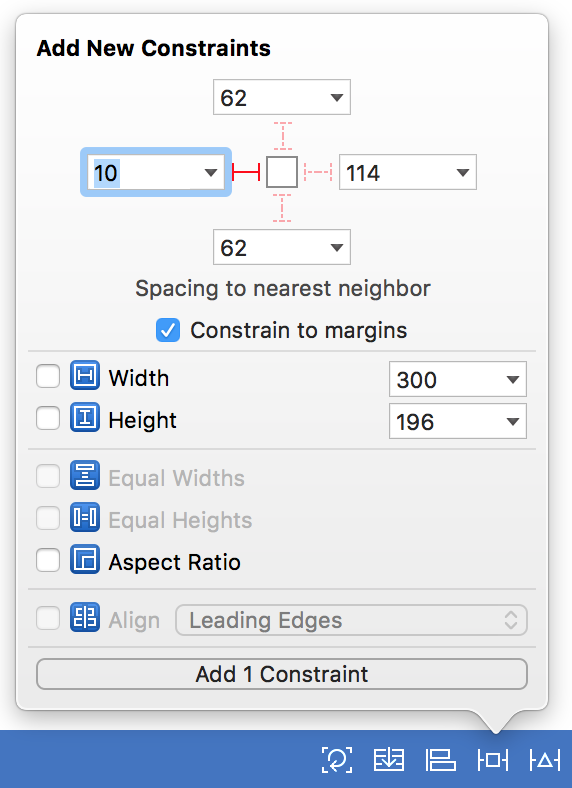 Add New Constraints
62
10
114
62
Spacing to nearest neighbor
Constrain to margins
Width
300
Height
196
Equal Widths
Equal Heights
Aspect Ratio
Align
Leading Edges
Add 1 Constraint